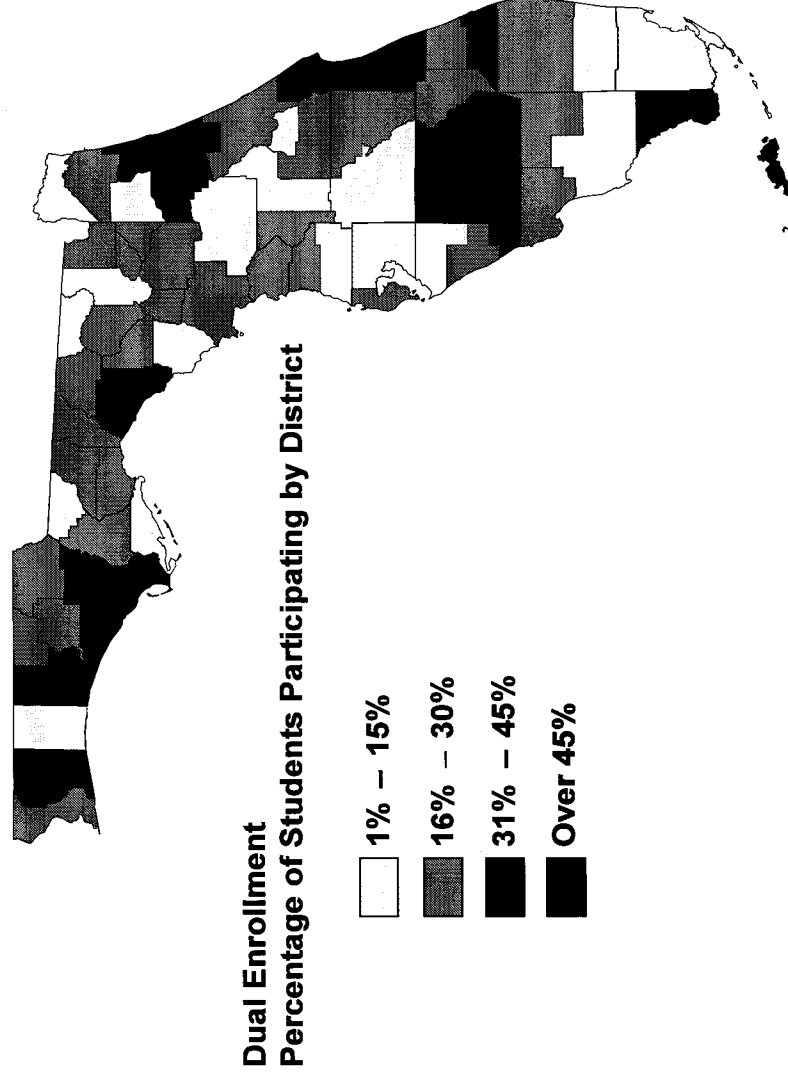 Dual Enrollment
Percentage of Students Participating by District
1% – 15%
16% – 30%
31% – 45%
Over 45%